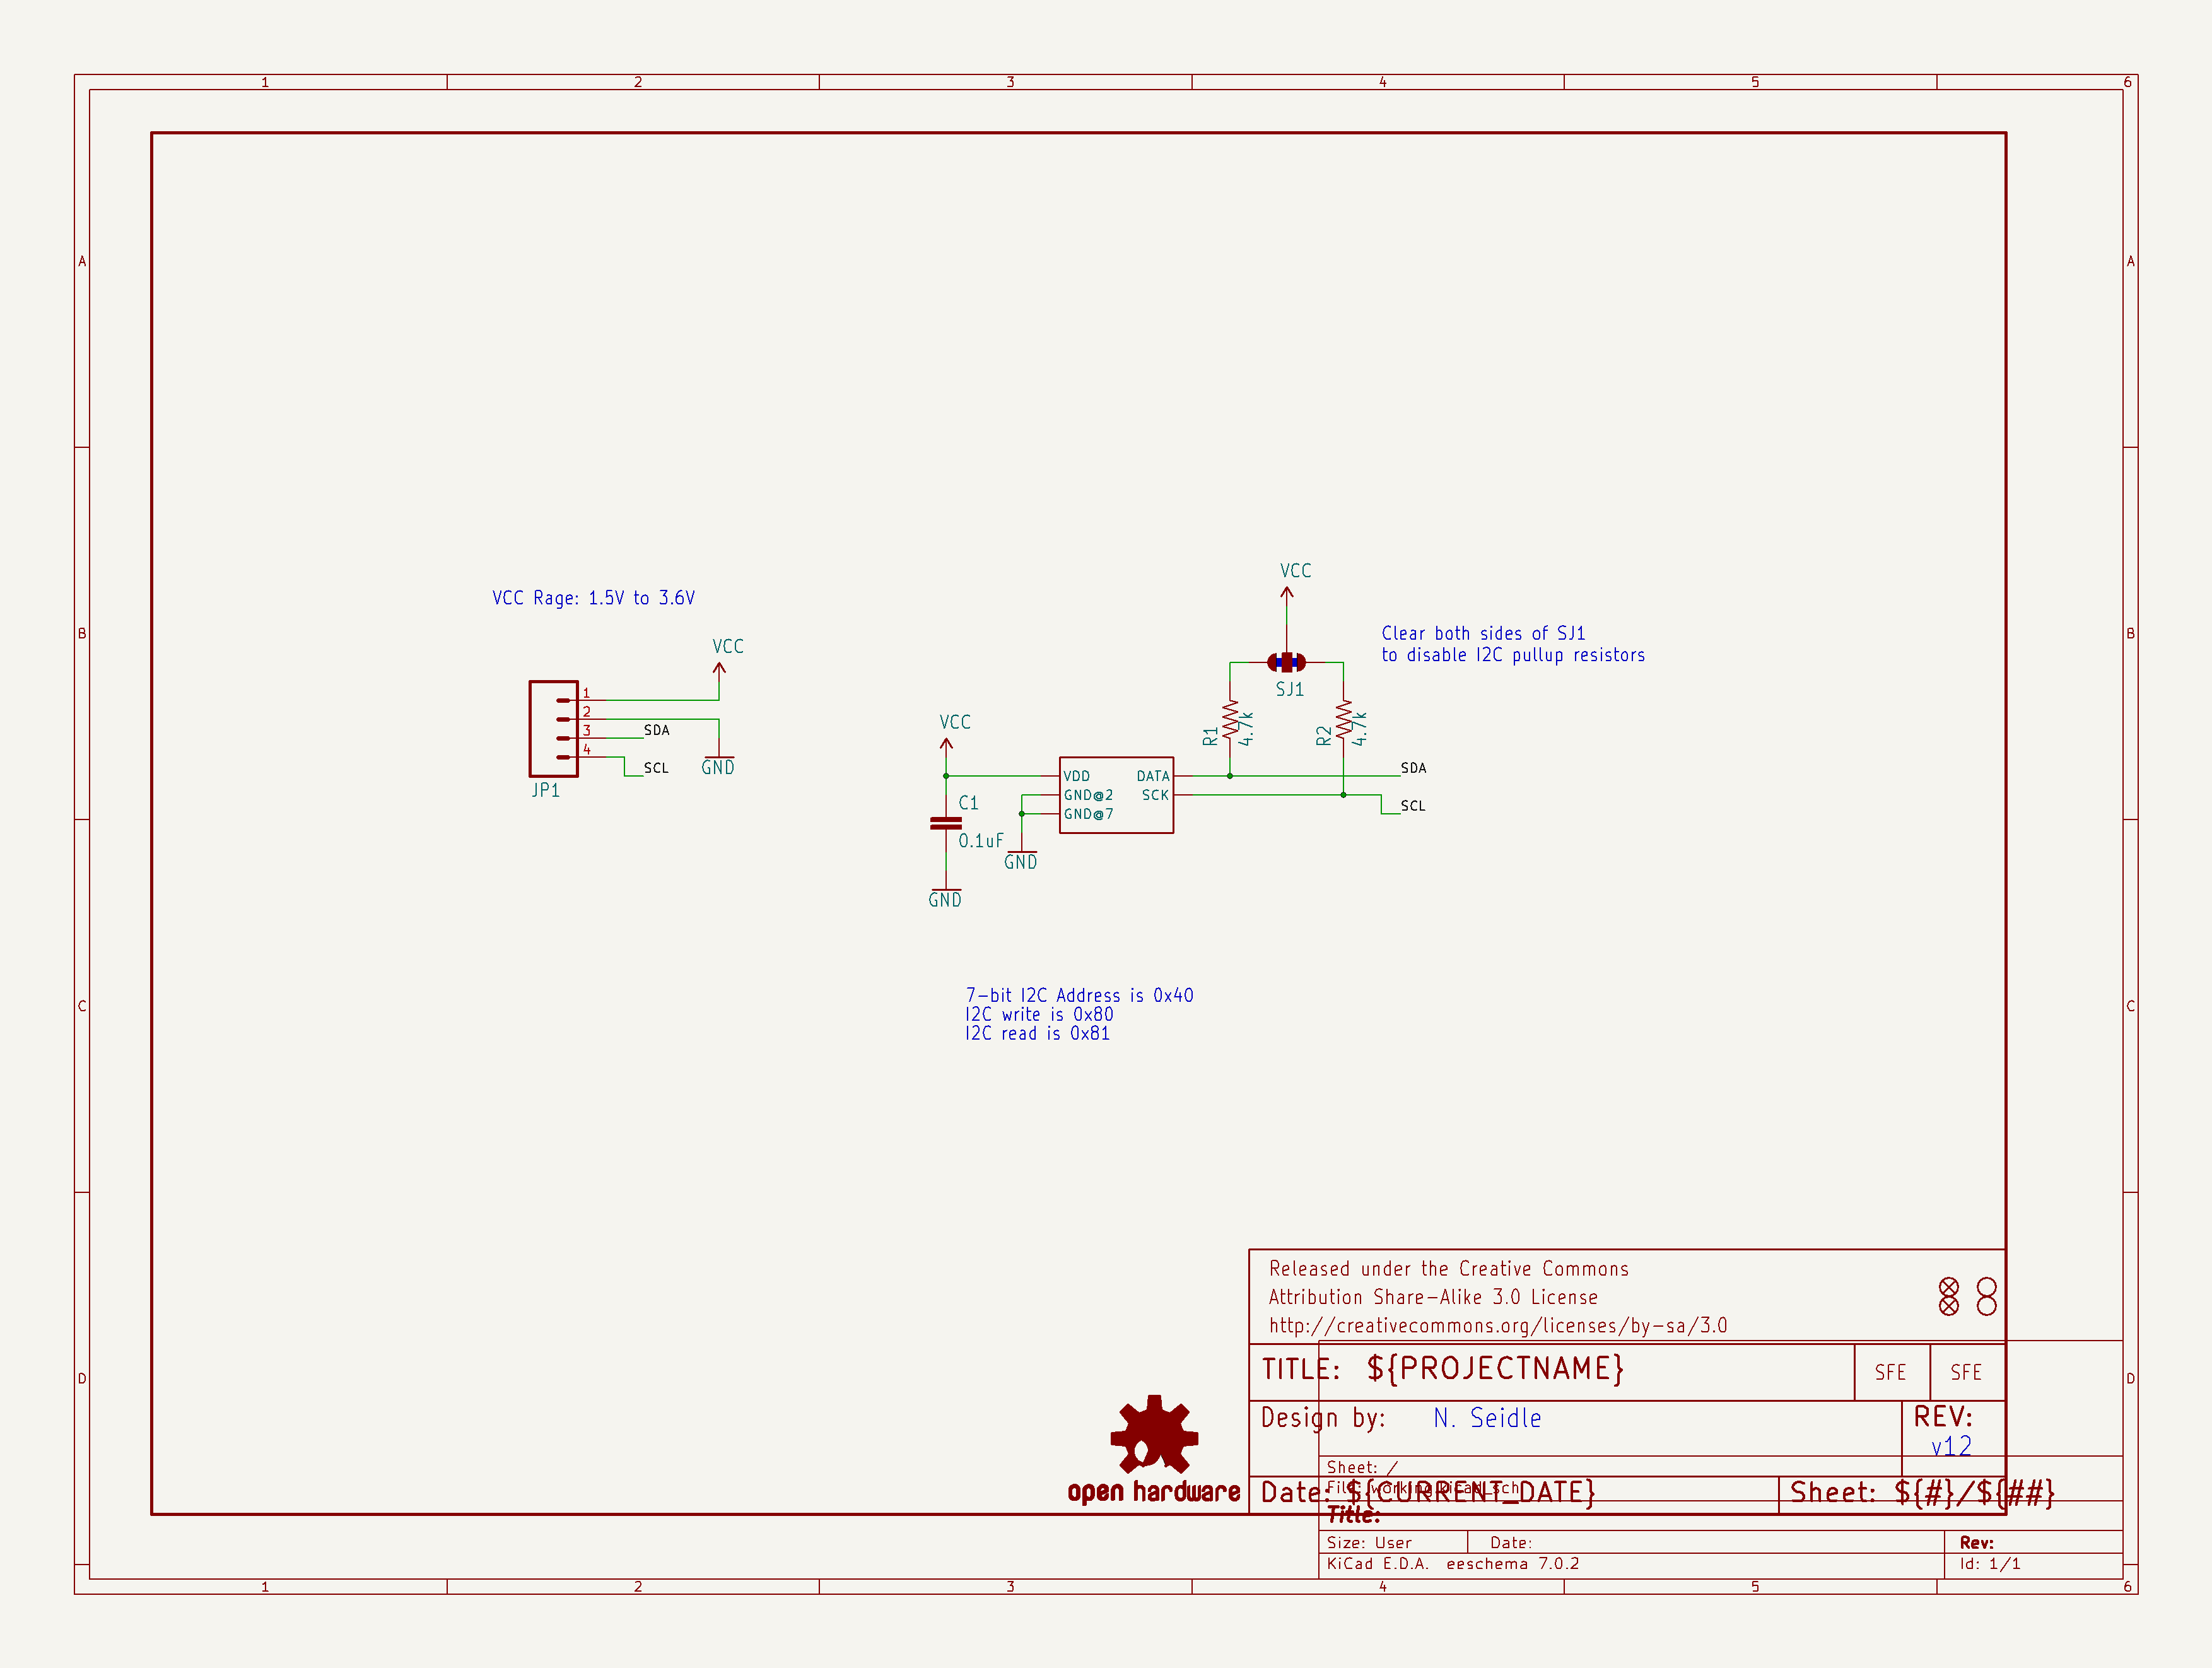 1 2 3 4 5 6
A A
VCC
VCC Rage: 1.5V to 3.6V
B B
Clear both sides of SJ1
to disable I2C pullup resistors
VCC
SJ1
1
2
3
4
SDA
SCL
GND
JP1
VCC
R1
4.7k
R2
4.7k
VDD DATA
GND@2 SCK
GND@7
SDA
SCL
C1
0.1uF
GND
GND
7-bit I2C Address is 0x40
I2C write is 0x80
I2C read is 0x81
C C
Released under the Creative Commons
Attribution Share-Alike 3.0 License
http://creativecommons.org/licenses/by-sa/3.0
TITLE: ${PROJECTNAME}
SFE SFE
D D
Design by: N. Seidle
REV:
v12
Sheet: /
File: working.kicad_sch
Date: ${CURRENT_DATE}
Sheet: ${#}/${##}
open hardware
Title:
Size: User Date: Rev:
KiCad E.D.A. eeschema 7.0.2 Id: 1/1
1 2 3 4 5 6